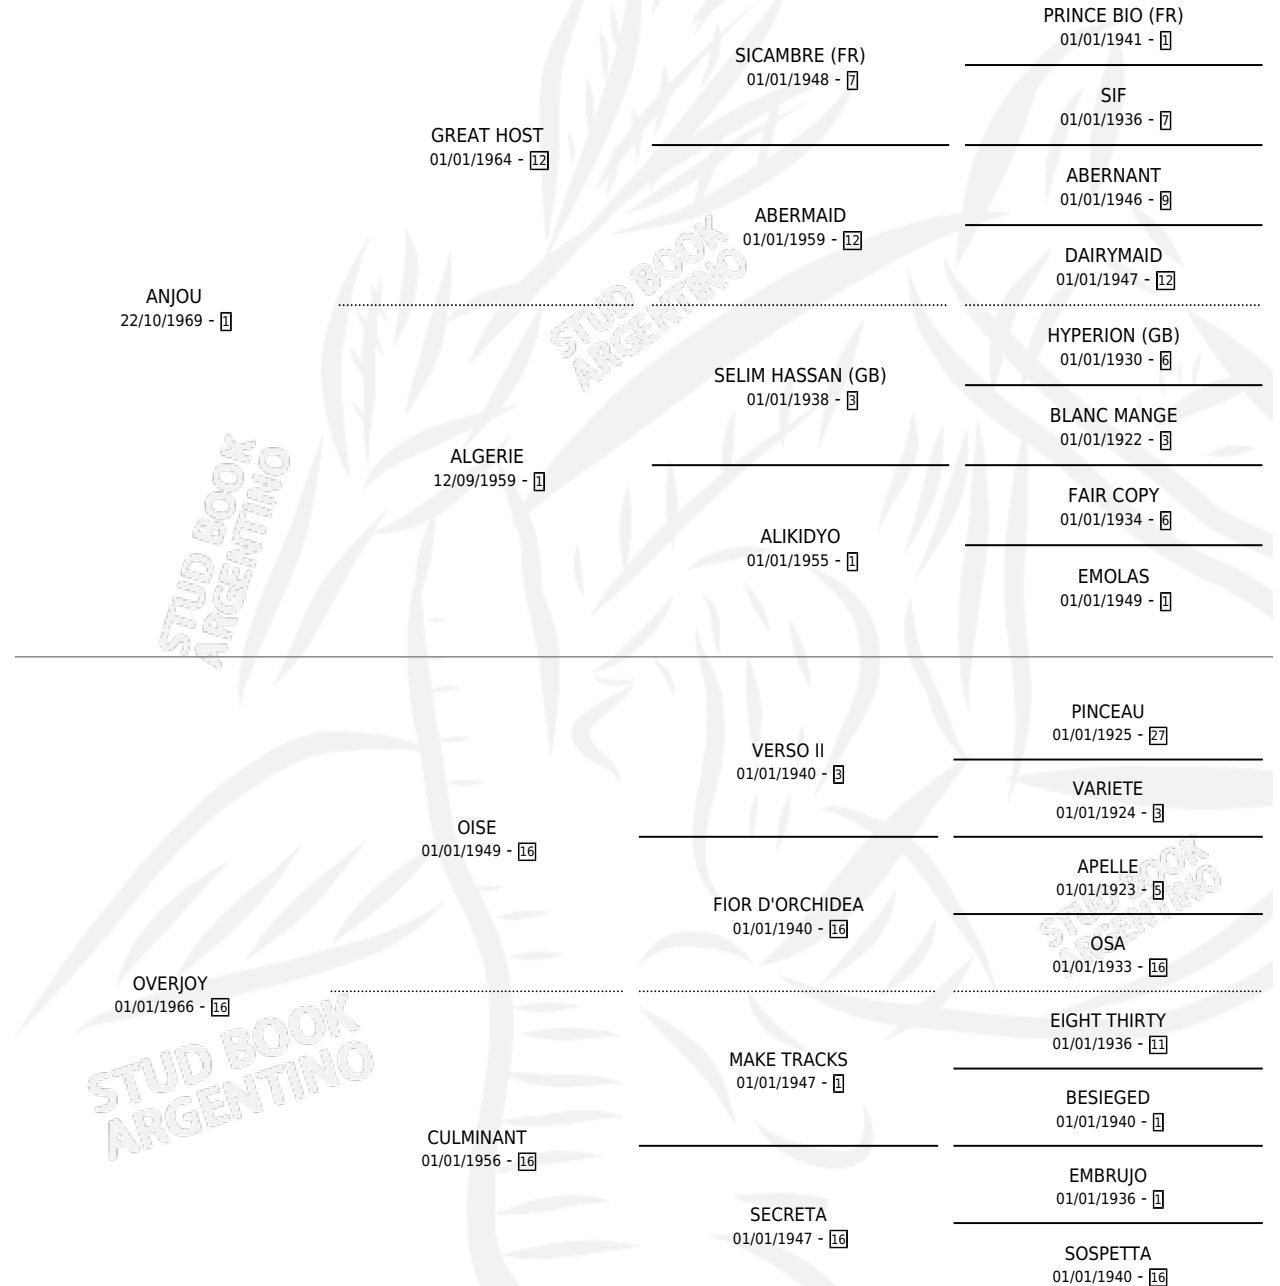 PRINCE BIO (FR)
01/01/1941 - 1
SICAMBRE (FR)
01/01/1948 - 7
SIF
01/01/1936 - 7
GREAT HOST
01/01/1964 - 12
ABERNANT
01/01/1946 - 9
ABERMAID
01/01/1959 - 12
DAIRYMAID
01/01/1947 - 12
ANJOU
22/10/1969 - 1
STUD BOOK
ARGENTINO
HYPERION (GB)
01/01/1930 - 6
SELIM HASSAN (GB)
01/01/1938 - 3
BLANC MANGE
01/01/1922 - 3
ALGERIE
12/09/1959 - 1
FAIR COPY
01/01/1934 - 6
ALIKIDYO
01/01/1955 - 1
EMOLAS
01/01/1949 - 1
STUD BOOK
ARGENTINO
PINCEAU
01/01/1925 - 27
VERSO II
01/01/1940 - 3
VARIETE
01/01/1924 - 3
OISE
01/01/1949 - 16
APELLE
01/01/1923 - 5
FIOR D'ORCHIDEA
01/01/1940 - 16
STUD BOOK
ARGENTINO
OSA
01/01/1933 - 16
OVERJOY
01/01/1966 - 16
STUD BOOK
ARGENTINO
EIGHT THIRTY
01/01/1936 - 11
MAKE TRACKS
01/01/1947 - 1
BESIEGED
01/01/1940 - 1
CULMINANT
01/01/1956 - 16
EMBRUJO
01/01/1936 - 1
SECRETA
01/01/1947 - 16
SOSPETTA
01/01/1940 - 16